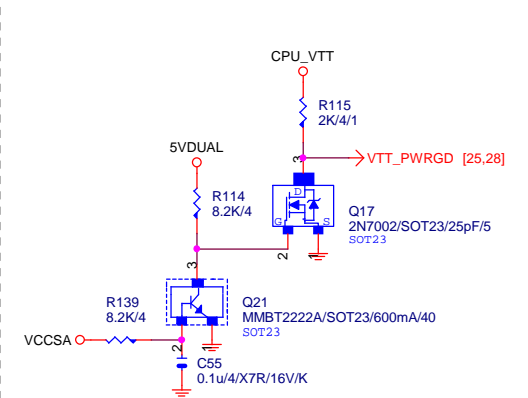 CPU_VTT
R115
2K/4/1
3
VTT_PWRGD [25,28]
5VDUAL
D
R114
8.2K/4
G
S
Q17
2N7002/SOT23/25pF/5
SOT23
2
1
3
R139
8.2K/4
Q21
MMBT2222A/SOT23/600mA/40
SOT23
VCCSA
2
1
C55
0.1u/4/X7R/16V/K